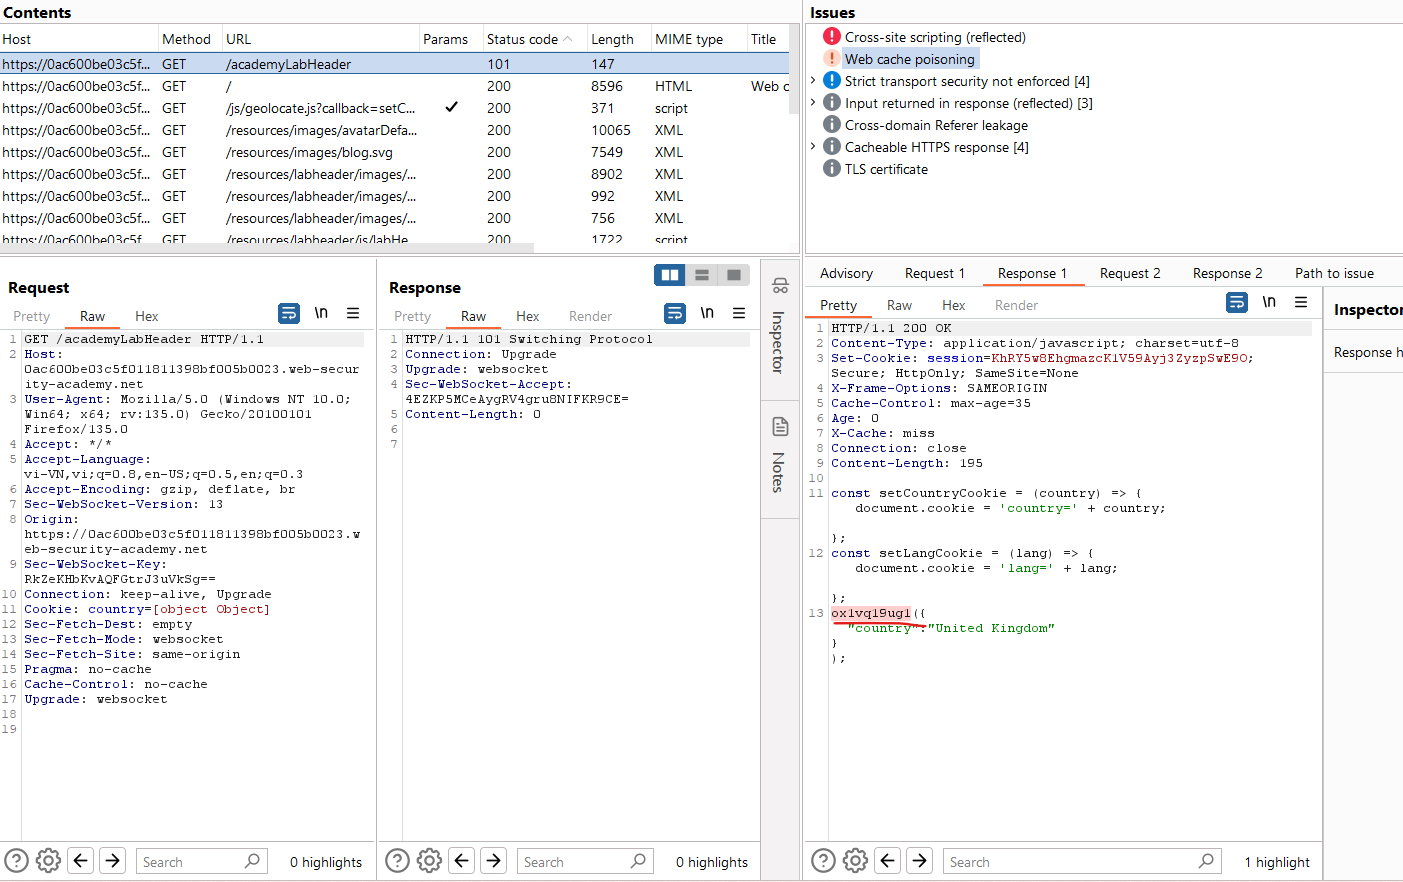 Contents
Host Method URL Params Status code Length MIME type Title
https://0ac600be03c5f... GET /academyLabHeader 101 147
https://0ac600be03c5f... GET / 200 8596 HTML Web c
https://0ac600be03c5f... GET /js/geolocate.js?callback=setC... 200 371 script
https://0ac600be03c5f... GET /resources/images/avatarDefa... 200 10065 XML
https://0ac600be03c5f... GET /resources/images/blog.svg 200 7549 XML
https://0ac600be03c5f... GET /resources/labheader/images/... 200 8902 XML
https://0ac600be03c5f... GET /resources/labheader/images/... 200 992 XML
https://0ac600be03c5f... GET /resources/labheader/images/... 200 756 XML
https://0ac600be03c5f... GET /resources/labheader/js/labHe... 200 1722 script
Issues
Cross-site scripting (reflected)
Web cache poisoning
Strict transport security not enforced [4]
Input returned in response (reflected) [3]
Cross-domain Referer leakage
Cacheable HTTPS response [4]
TLS certificate
Request
Pretty Raw Hex \n
1 GET /academyLabHeader HTTP/1.1
2 Host:
0ac600be03c5f011811398bf005b0023.web-secur
ity-academy.net
3 User-Agent: Mozilla/5.0 (Windows NT 10.0;
Win64; x64; rv:135.0) Gecko/20100101
Firefox/135.0
4 Accept: */*
5 Accept-Language:
vi-VN,vi;q=0.8,en-US;q=0.5,en;q=0.3
6 Accept-Encoding: gzip, deflate, br
7 Sec-WebSocket-Version: 13
8 Origin:
https://0ac600be03c5f011811398bf005b0023.w
eb-security-academy.net
9 Sec-WebSocket-Key:
RkZeKHbKvAQFGtrJ3uVkSg==
10 Connection: keep-alive, Upgrade
11 Cookie: country=[object Object]
12 Sec-Fetch-Dest: empty
13 Sec-Fetch-Mode: websocket
14 Sec-Fetch-Site: same-origin
15 Pragma: no-cache
16 Cache-Control: no-cache
17 Upgrade: websocket
18
19
Search 0 highlights
Response
Pretty Raw Hex Render \n
1 HTTP/1.1 101 Switching Protocol
2 Connection: Upgrade
3 Upgrade: websocket
4 Sec-WebSocket-Accept:
4EZKP5MCeAygRV4gru8NIFKR9CE=
5 Content-Length: 0
6
7
Search 0 highlights
Inspector
Notes
Advisory Request 1 Response 1 Request 2 Response 2 Path to issue
Pretty Raw Hex Render \n
1 HTTP/1.1 200 OK
2 Content-Type: application/javascript; charset=utf-8
3 Set-Cookie: session=KhRY5w8EhgmazcK1V59Ayj3ZyzpSwE9O;
Secure; HttpOnly; SameSite=None
4 X-Frame-Options: SAMEORIGIN
5 Cache-Control: max-age=35
6 Age: 0
7 X-Cache: miss
8 Connection: close
9 Content-Length: 195
10
11 const setCountryCookie = (country) => {
document.cookie = 'country=' + country;
};
12 const setLangCookie = (lang) => {
document.cookie = 'lang=' + lang;
};
13 ox1vq19ug1({
"country":"United Kingdom"
}
);
Search 1 highlight
Inspector
Response h